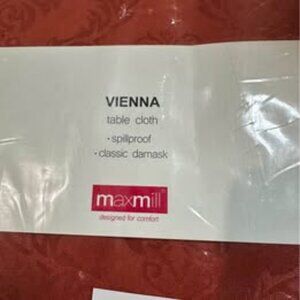 VIENNA
table cloth
·spillproof
·classic damask
maxmill
designed for comfort